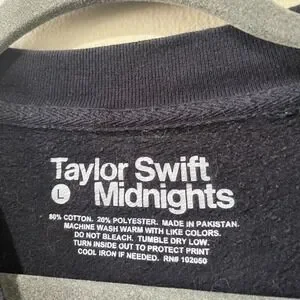 Taylor Swift
L Midnights
80% COTTON. 20% POLYESTER. MADE IN PAKISTAN.
MACHINE WASH WARM WITH LIKE COLORS.
DO NOT BLEACH. TUMBLE DRY LOW.
TURN INSIDE OUT TO PROTECT PRINT
COOL IRON IF NEEDED. RN# 102050